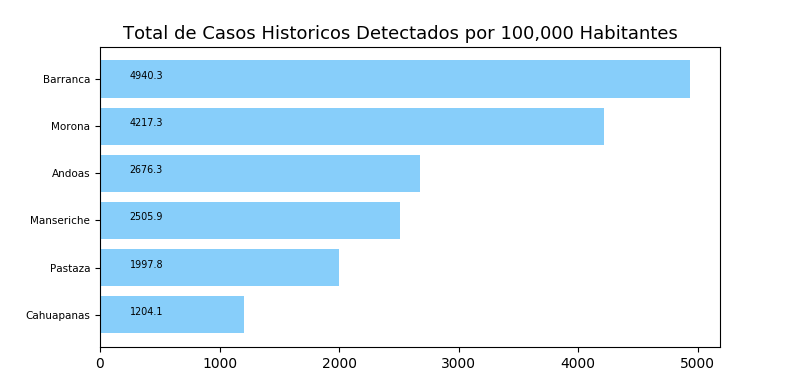 Total de Casos Historicos Detectados por 100,000 Habitantes
Barranca 4940.3
Morona 4217.3
Andoas 2676.3
Manseriche 2505.9
Pastaza 1997.8
Cahuapanas 1204.1
0 1000 2000 3000 4000 5000